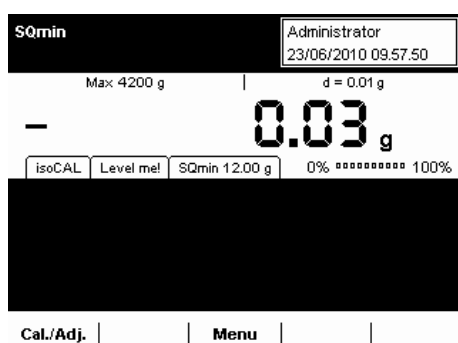 SQmin
Administrator
23/06/2010 09.57.50
Max 4200 g
d = 0.01 g
– 0.03 g
isoCAL Level me! SQmin 12.00 g 0% 100%
Cal./Adj. Menu